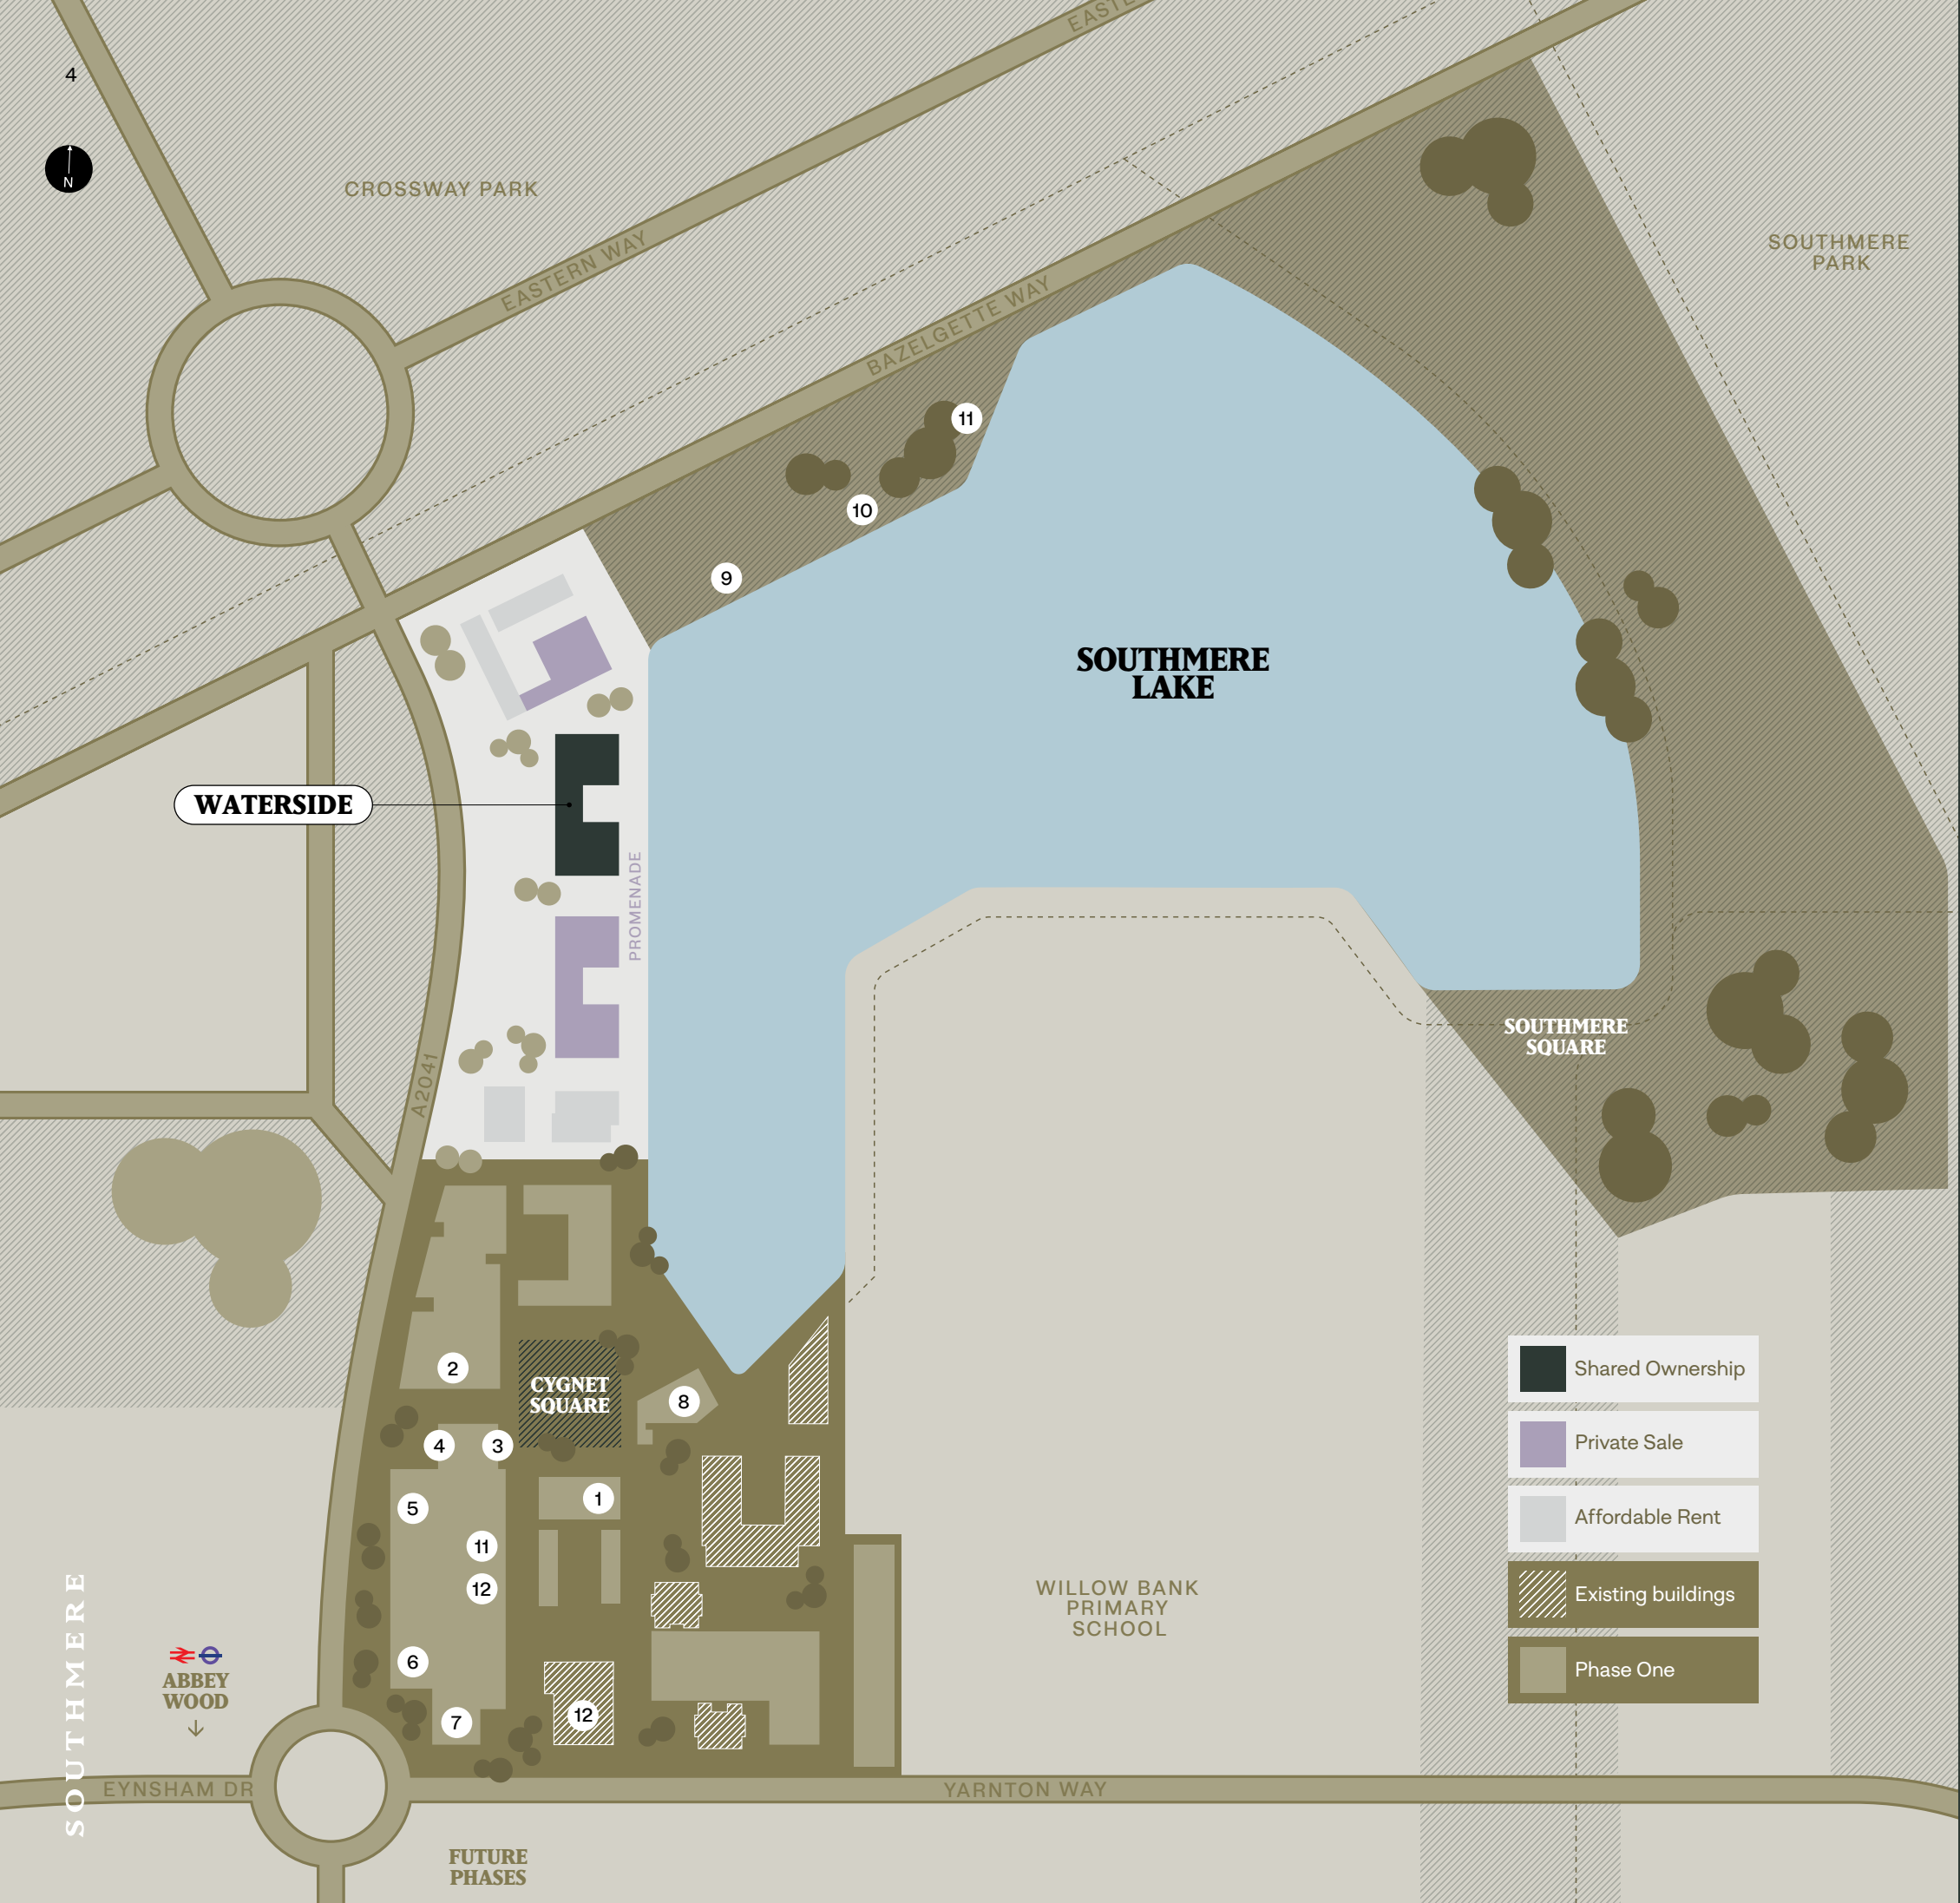 4
EASTE
N
CROSSWAY PARK
SOUTHMERE
PARK
EASTERN WAY
BAZELGETTE WAY
11
10
9
SOUTHMERE
LAKE
WATERSIDE
PROMENADE
A2041
SOUTHMERE
SQUARE
2
CYGNET
SQUARE
8
4
3
5
1
11
12
6
7
12
Shared Ownership
Private Sale
Affordable Rent
Existing buildings
Phase One
WILLOW BANK
PRIMARY
SCHOOL
SOUTHMERE
ABBEY
WOOD
EYNSHAM DR
YARNTON WAY
FUTURE
PHASES